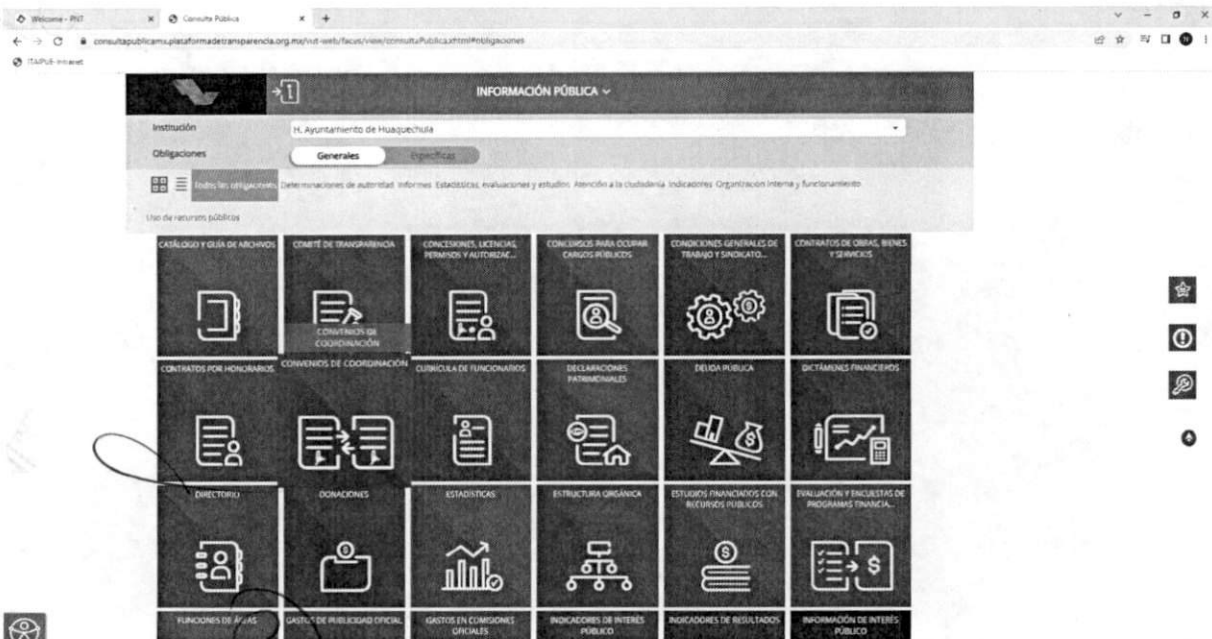 Welcome - PNT
Consulta Pública
consultapublicamx.plataformadetransparencia.org.mx/vut-web/faces/view/consultaPublica.xhtml#obligaciones
ITAIPUE-Intranet
INFORMACIÓN PÚBLICA
Institución
H. Ayuntamiento de Huaquechula
Obligaciones
Generales
Específicas
Todas las obligaciones Determinaciones de autoridad Informes Estadísticas, evaluaciones y estudios Atención a la ciudadanía Indicadores Organización interna y funcionamiento
Uso de recursos públicos
CATÁLOGO Y GUÍA DE ARCHIVOS
COMITÉ DE TRANSPARENCIA
CONCESIONES, LICENCIAS, PERMISOS Y AUTORIZAC...
CONCURSOS PARA OCUPAR CARGOS PÚBLICOS
CONDICIONES GENERALES DE TRABAJO Y SINDICATO...
CONTRATOS DE OBRAS, BIENES Y SERVICIOS
CONVENIOS DE COORDINACIÓN
CONTRATOS POR HONORARIOS
CONVENIOS DE COORDINACIÓN
CURRÍCULA DE FUNCIONARIOS
DECLARACIONES PATRIMONIALES
DEUDA PÚBLICA
DICTÁMENES FINANCIEROS
DIRECTORIO
DONACIONES
ESTADÍSTICAS
ESTRUCTURA ORGÁNICA
ESTUDIOS FINANCIADOS CON RECURSOS PÚBLICOS
EVALUACIÓN Y ENCUESTAS DE PROGRAMAS FINANCIA...
FUNCIONES DE ÁREAS
GASTOS DE PUBLICIDAD OFICIAL
GASTOS EN COMISIONES OFICIALES
INDICADORES DE INTERÉS PÚBLICO
INDICADORES DE RESULTADOS
INFORMACIÓN DE INTERÉS PÚBLICO